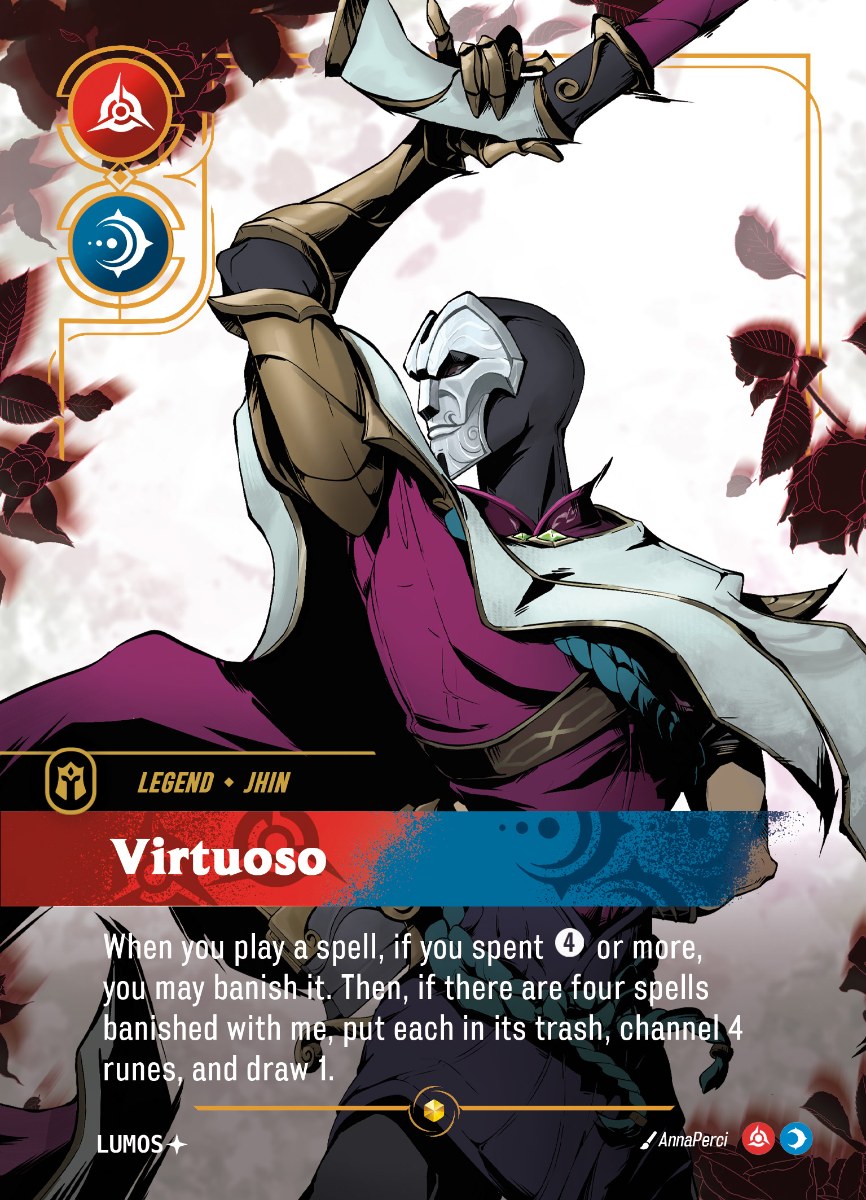 LEGEND • JHIN
Virtuoso
When you play a spell, if you spent 4 or more,
you may banish it. Then, if there are four spells
banished with me, put each in its trash, channel 4
runes, and draw 1.
LUMOS
AnnaPerci